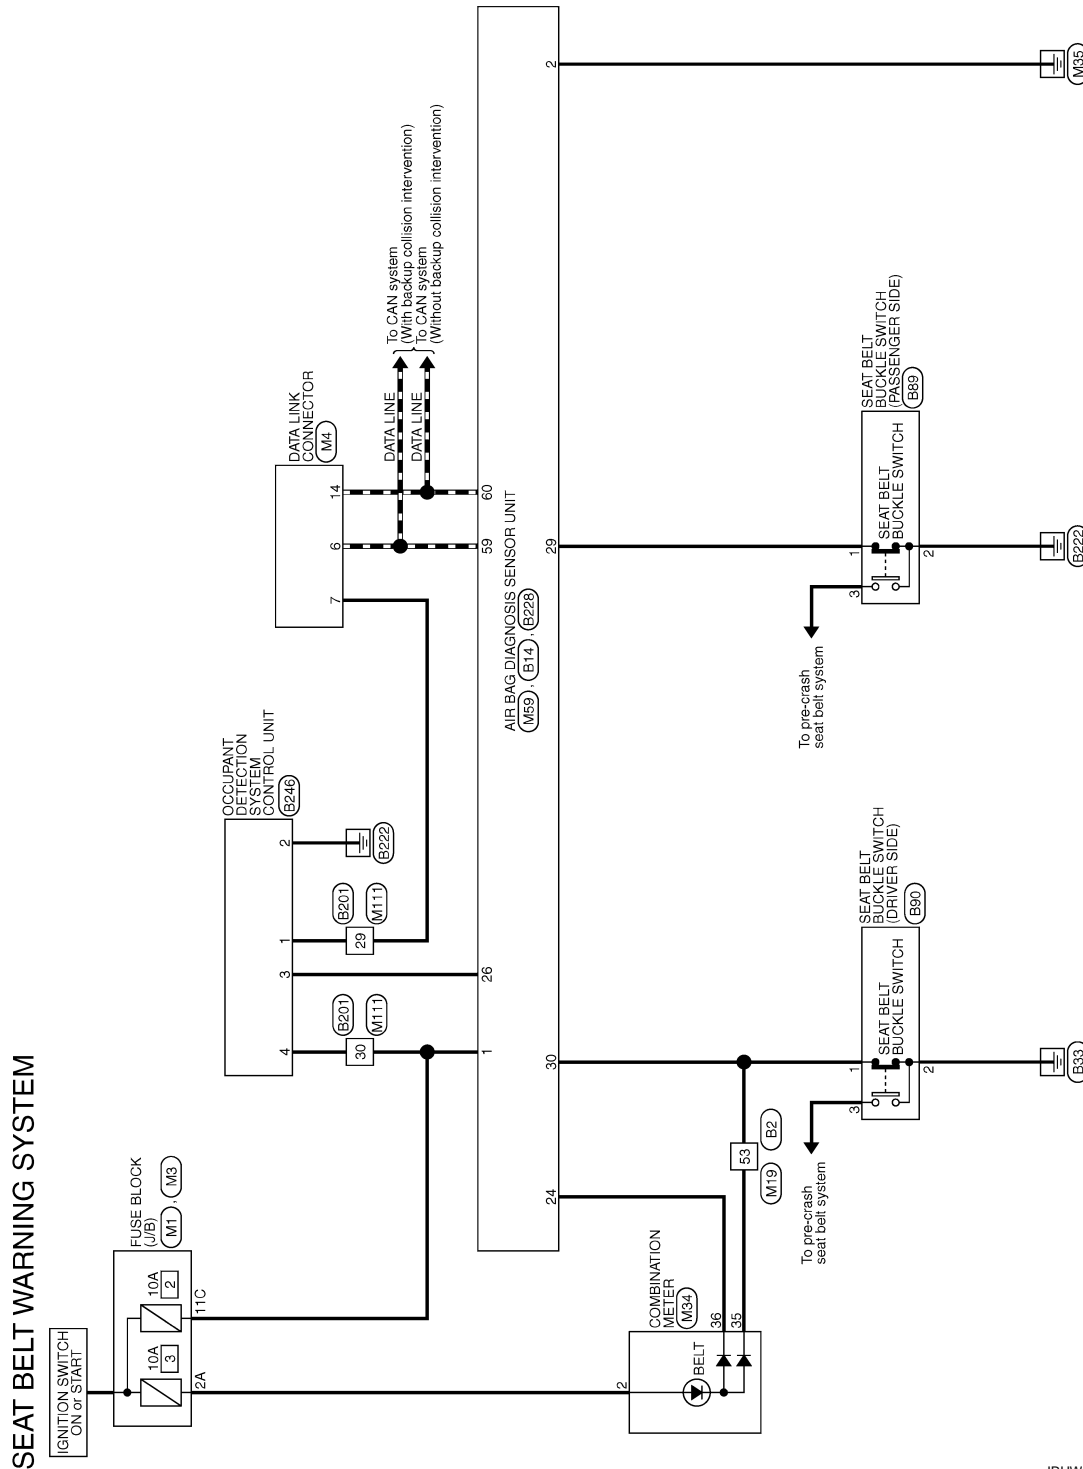 SEAT BELT WARNING SYSTEM
IGNITION SWITCH
ON or START
FUSE BLOCK
(J/B)
M1 , M3
10A
3
10A
2
2A
11C
OCCUPANT
DETECTION
SYSTEM
CONTROL UNIT
B246
4
3
1
2
30
B201
M111
29
B201
M111
B222
DATA LINK
CONNECTOR
M4
7
6
14
DATA LINE
DATA LINE
To CAN system
(With backup collision intervention)
To CAN system
(Without backup collision intervention)
1
26
59
60
AIR BAG DIAGNOSIS SENSOR UNIT
M59 , B14 , B228
24
30
29
2
COMBINATION
METER
M34
2
BELT
36
35
53
M19
B2
To pre-crash
seat belt system
SEAT BELT
BUCKLE SWITCH
(DRIVER SIDE)
B90
3
1
SEAT BELT
BUCKLE SWITCH
2
B33
To pre-crash
seat belt system
SEAT BELT
BUCKLE SWITCH
(PASSENGER SIDE)
B89
3
1
SEAT BELT
BUCKLE SWITCH
2
B222
M35